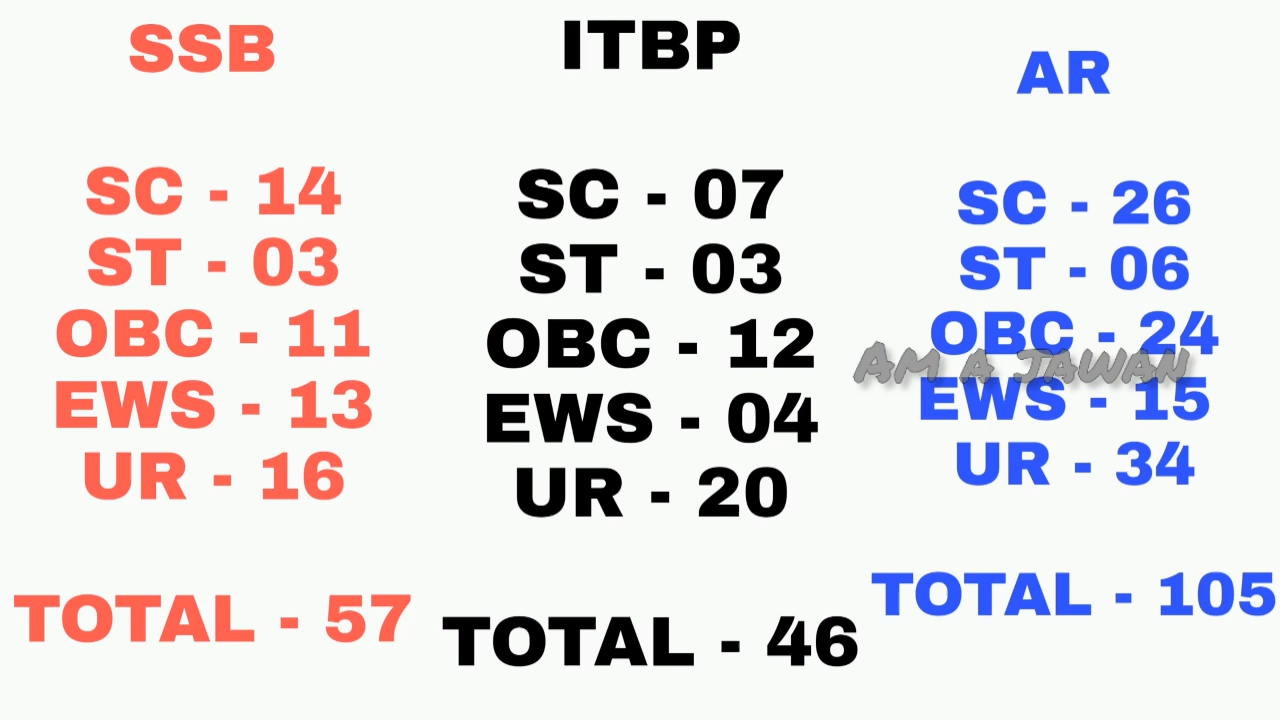 SSB
SC - 14
ST - 03
OBC - 11
EWS - 13
UR - 16
TOTAL - 57
ITBP
SC - 07
ST - 03
OBC - 12
EWS - 04
UR - 20
TOTAL - 46
AR
SC - 26
ST - 06
OBC - 24
AM A JAWAN
EWS - 15
UR - 34
TOTAL - 105